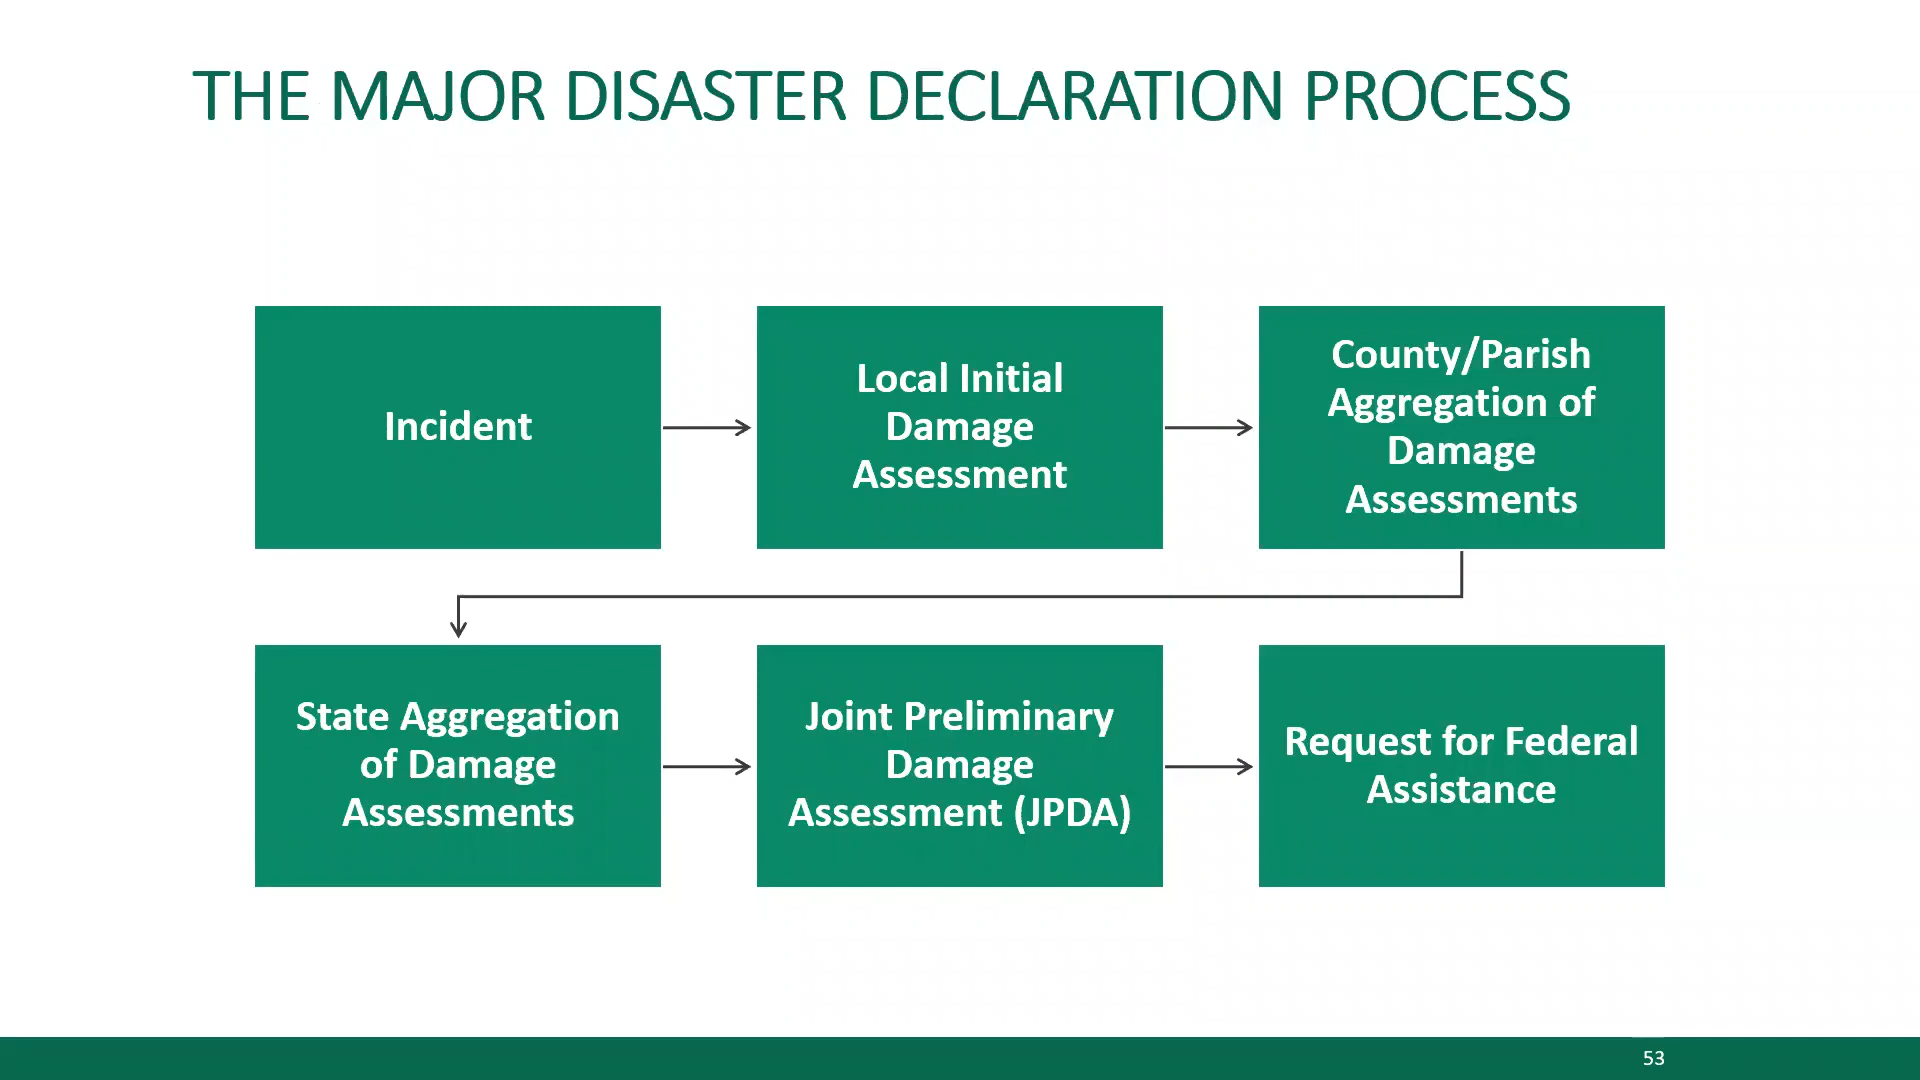 THE MAJOR DISASTER DECLARATION PROCESS
Incident
Local Initial
Damage
Assessment
County/Parish
Aggregation of
Damage
Assessments
State Aggregation
of Damage
Assessments
Joint Preliminary
Damage
Assessment (JPDA)
Request for Federal
Assistance
53